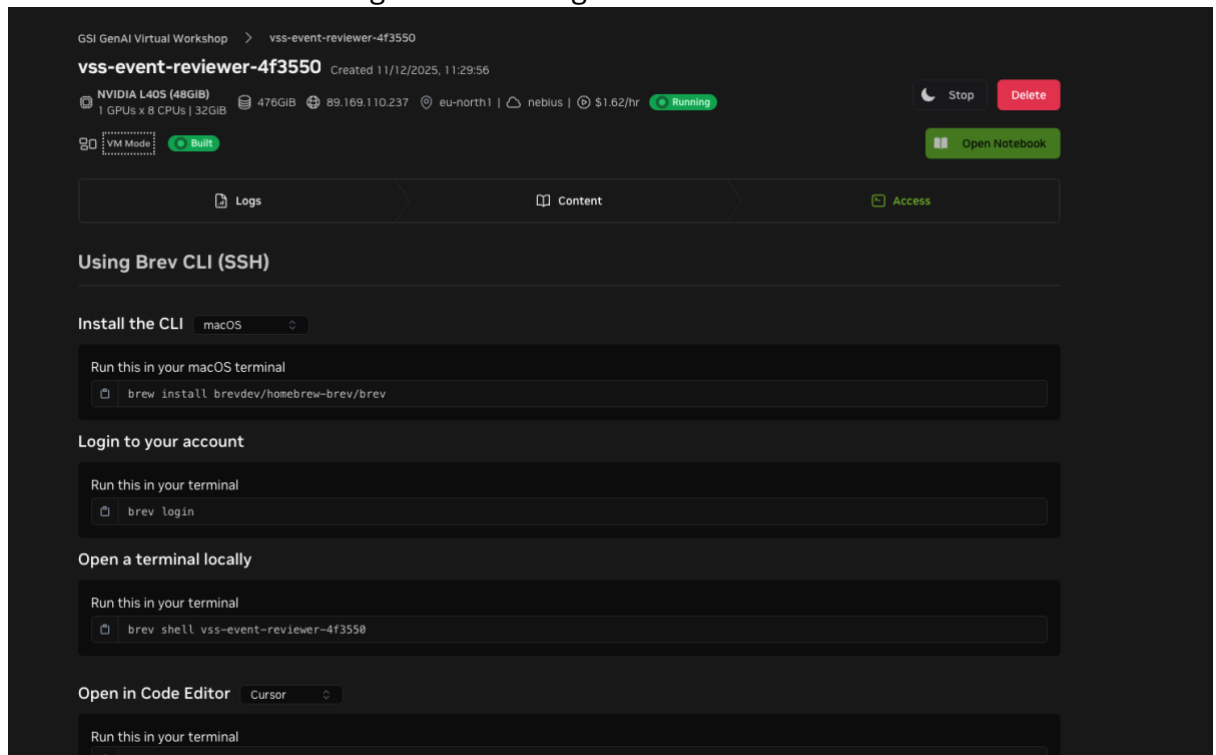 GSI GenAI Virtual Workshop > vss-event-reviewer-4f3550
vss-event-reviewer-4f3550 Created 11/12/2025, 11:29:56
NVIDIA L40S (48GiB)
1 GPUs x 8 CPUs | 32GiB
476GiB 89.169.110.237 eu-north1 | nebius | $1.62/hr Running
Stop Delete
VM Mode Built
Open Notebook
Logs Content Access
Using Brev CLI (SSH)
Install the CLI macOS
Run this in your macOS terminal
brew install brevdev/homebrew-brev/brev
Login to your account
Run this in your terminal
brev login
Open a terminal locally
Run this in your terminal
brev shell vss-event-reviewer-4f3550
Open in Code Editor Cursor
Run this in your terminal